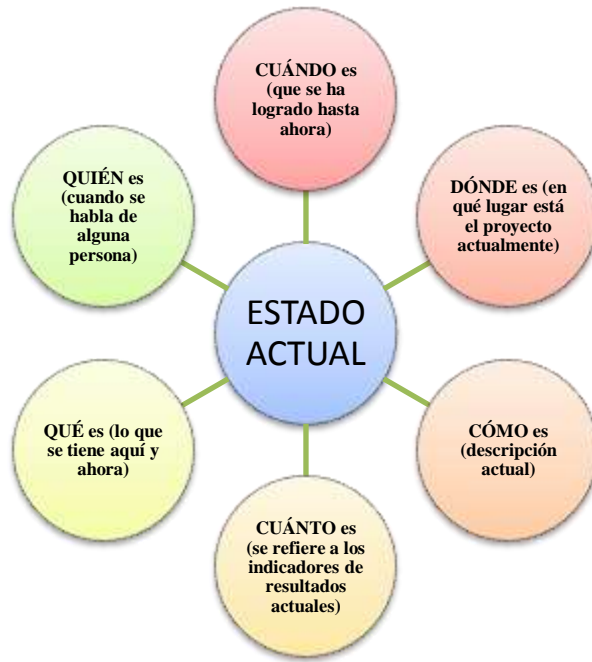 CUÁNDO es
(que se ha
logrado hasta
ahora)
QUIÉN es
(cuando se
habla de
alguna
persona)
DÓNDE es (en
qué lugar está
el proyecto
actualmente)
ESTADO
ACTUAL
QUÉ es (lo que
se tiene aquí y
ahora)
CÓMO es
(descripción
actual)
CUÁNTO es
(se refiere a los
indicadores de
resultados
actuales)